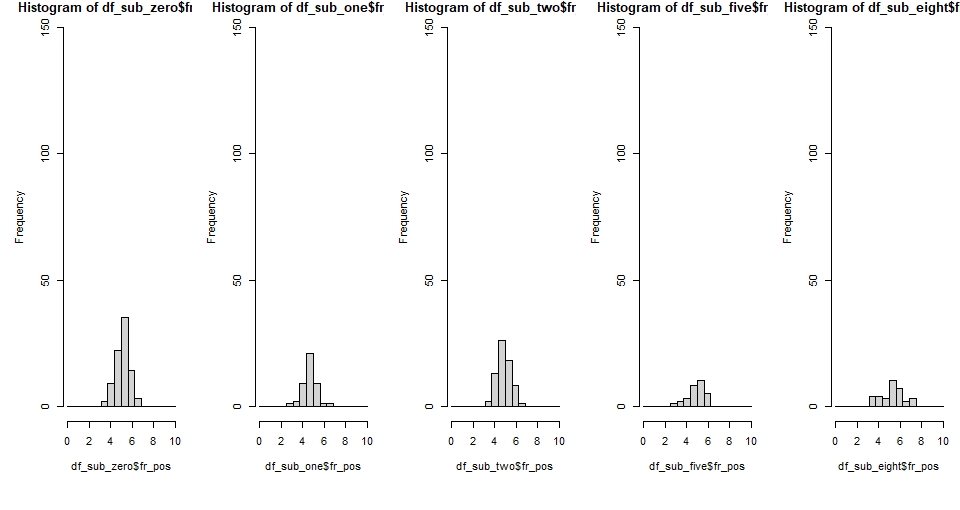 Histogram of df_sub_zero$fr
Histogram of df_sub_one$fr
Histogram of df_sub_two$fr
Histogram of df_sub_five$fr
Histogram of df_sub_eight$f
Frequency
0
50
100
150
0 2 4 6 8 10
df_sub_zero$fr_pos
Frequency
0
50
100
150
0 2 4 6 8 10
df_sub_one$fr_pos
Frequency
0
50
100
150
0 2 4 6 8 10
df_sub_two$fr_pos
Frequency
0
50
100
150
0 2 4 6 8 10
df_sub_five$fr_pos
Frequency
0
50
100
150
0 2 4 6 8 10
df_sub_eight$fr_pos